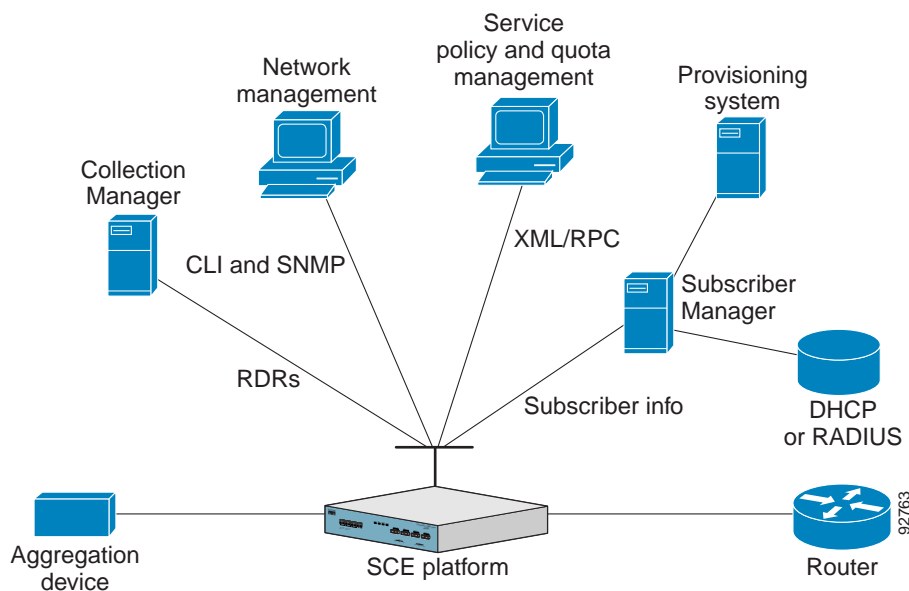 Service
policy and quota
management
Network
management
Provisioning
system
Collection
Manager
XML/RPC
CLI and SNMP
Subscriber
Manager
RDRs
Subscriber info
DHCP
or RADIUS
92763
Aggregation
device
SCE platform
Router